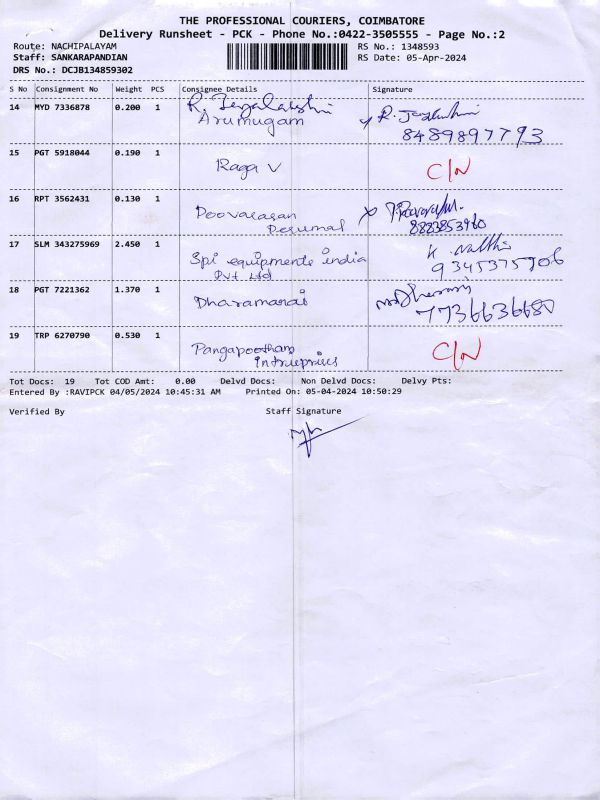 THE PROFESSIONAL COURIERS, COIMBATORE
Delivery Runsheet - PCK - Phone No.:0422-3505555 - Page No.:2
Route: NACHIPALAYAM RS No.: 1348593
Staff: SANKARAPANDIAN RS Date: 05-Apr-2024
DRS No.: DCJB134859302
S No Consignment No Weight PCS Consignee Details Signature
14 MYD 7336878 0.200 1 R. R.
Arumugam 8489897793
15 PGT 5918044 0.190 1 Raga V C/N
16 RPT 3562431 0.130 1 Poovarasan
Perumal 8883853960
17 SLM 343275969 2.450 1 Spi equipments india
Pvt Ltd 9345375906
18 PGT 7221362 1.370 1 Dharamaraj
7736636680
19 TRP 6270790 0.530 1 Pangapootham C/N
Tot Docs: 19 Tot COD Amt: 0.00 Delvd Docs: Non Delvd Docs: Delvy Pts:
Entered By :RAVIPCK 04/05/2024 10:45:31 AM Printed On: 05-04-2024 10:50:29
Verified By Staff Signature